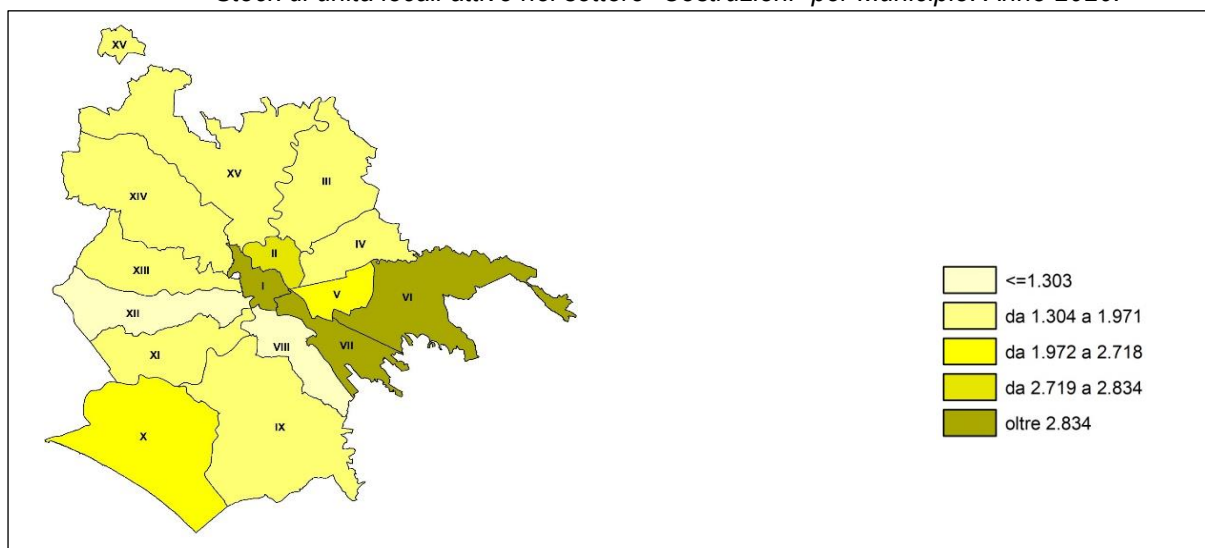 XV
XV
III
XIV
IV
II
XIII
I
V
VI
XII
VIII
VII
XI
IX
X
<=1.303
da 1.304 a 1.971
da 1.972 a 2.718
da 2.719 a 2.834
oltre 2.834